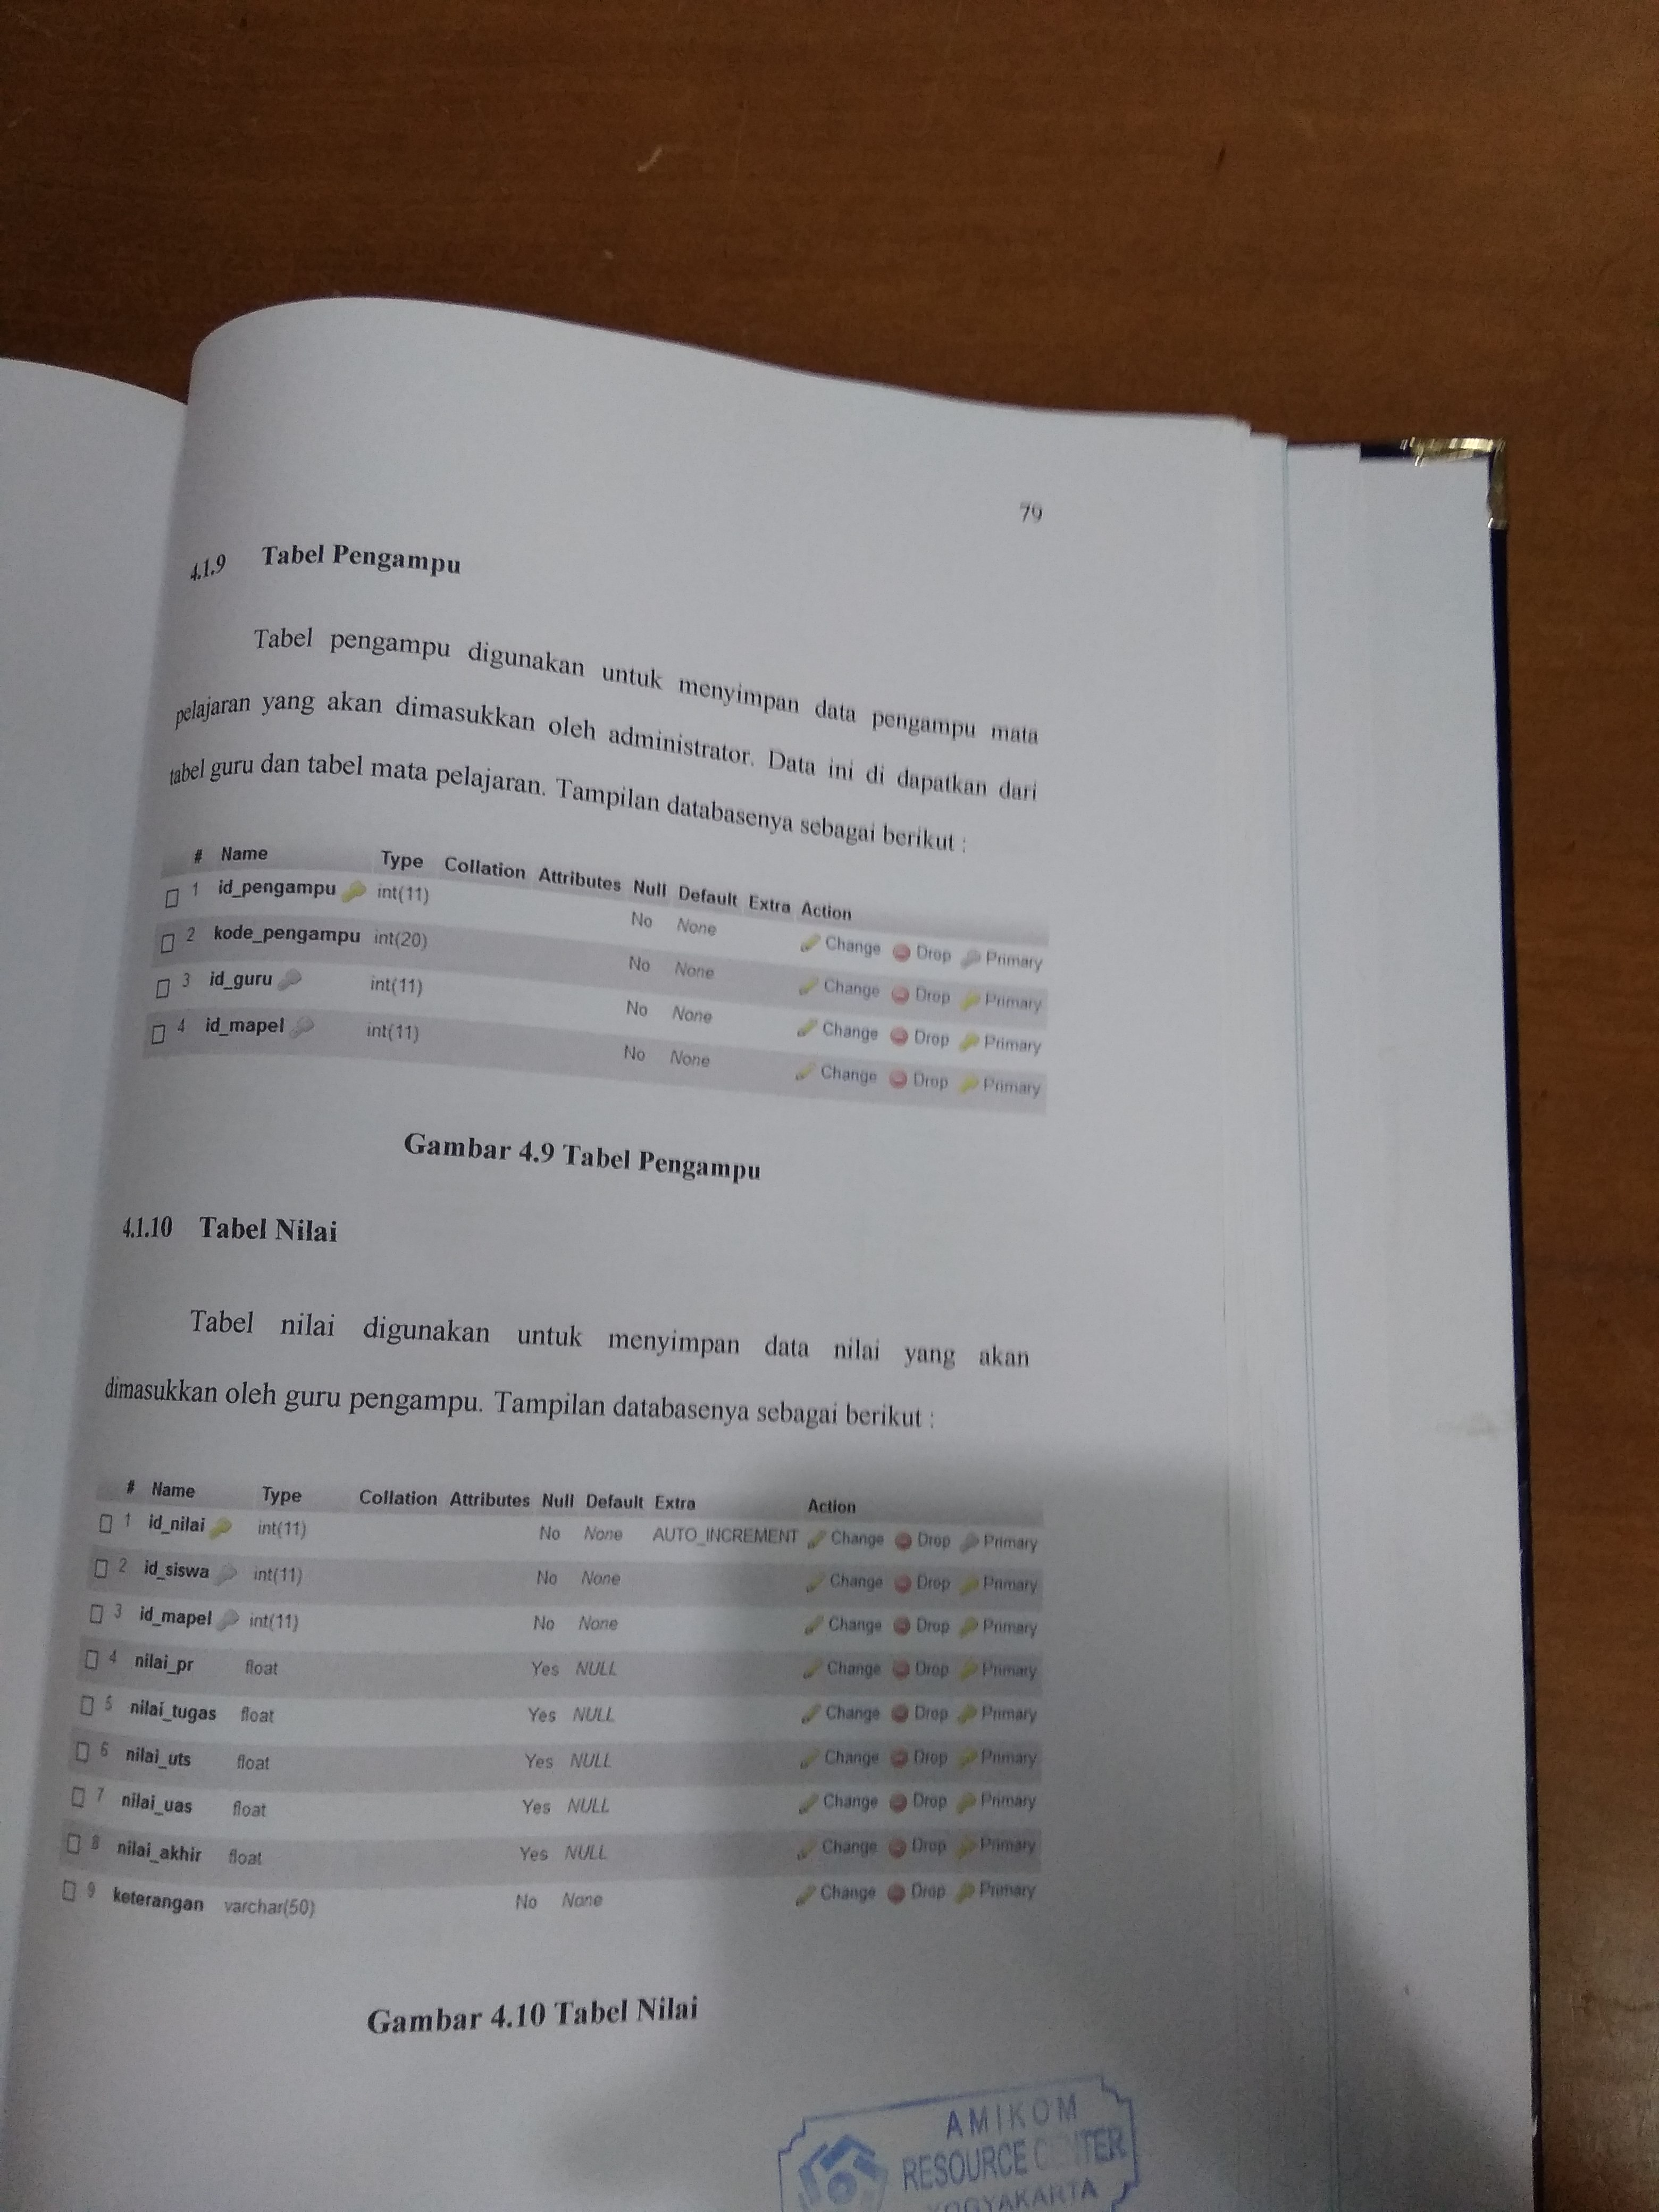 79
4.1.9 Tabel Pengampu
Tabel pengampu digunakan untuk menyimpan data pengampu mata
pelajaran yang akan dimasukkan oleh administrator. Data ini di dapatkan dari
tabel guru dan tabel mata pelajaran. Tampilan databasenya sebagai berikut :
# Name Type Collation Attributes Null Default Extra Action
1 id_pengampu int(11) No None Change Drop Primary
2 kode_pengampu int(20) No None Change Drop Primary
3 id_guru int(11) No None Change Drop Primary
4 id_mapel int(11) No None Change Drop Primary
Gambar 4.9 Tabel Pengampu
4.1.10 Tabel Nilai
Tabel nilai digunakan untuk menyimpan data nilai yang akan
dimasukkan oleh guru pengampu. Tampilan databasenya sebagai berikut :
# Name Type Collation Attributes Null Default Extra Action
1 id_nilai int(11) No None AUTO_INCREMENT Change Drop Primary
2 id_siswa int(11) No None Change Drop Primary
3 id_mapel int(11) No None Change Drop Primary
4 nilai_pr float Yes NULL Change Drop Primary
5 nilai_tugas float Yes NULL Change Drop Primary
6 nilai_uts float Yes NULL Change Drop Primary
7 nilai_uas float Yes NULL Change Drop Primary
8 nilai_akhir float Yes NULL Change Drop Primary
9 keterangan varchar(50) No None Change Drop Primary
Gambar 4.10 Tabel Nilai
AMIKOM
RESOURCE CENTER
YOGYAKARTA